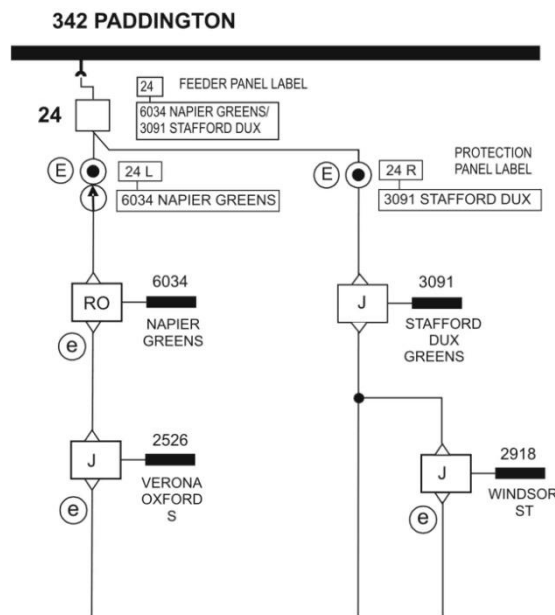 342 PADDINGTON
24 FEEDER PANEL LABEL
24
6034 NAPIER GREENS/
3091 STAFFORD DUX
E
24 L
6034 NAPIER GREENS
E
24 R
PROTECTION
PANEL LABEL
3091 STAFFORD DUX
RO
6034
NAPIER
GREENS
e
J
3091
STAFFORD
DUX
GREENS
J
2526
VERONA
OXFORD
S
e
J
2918
WINDSOR
ST
e